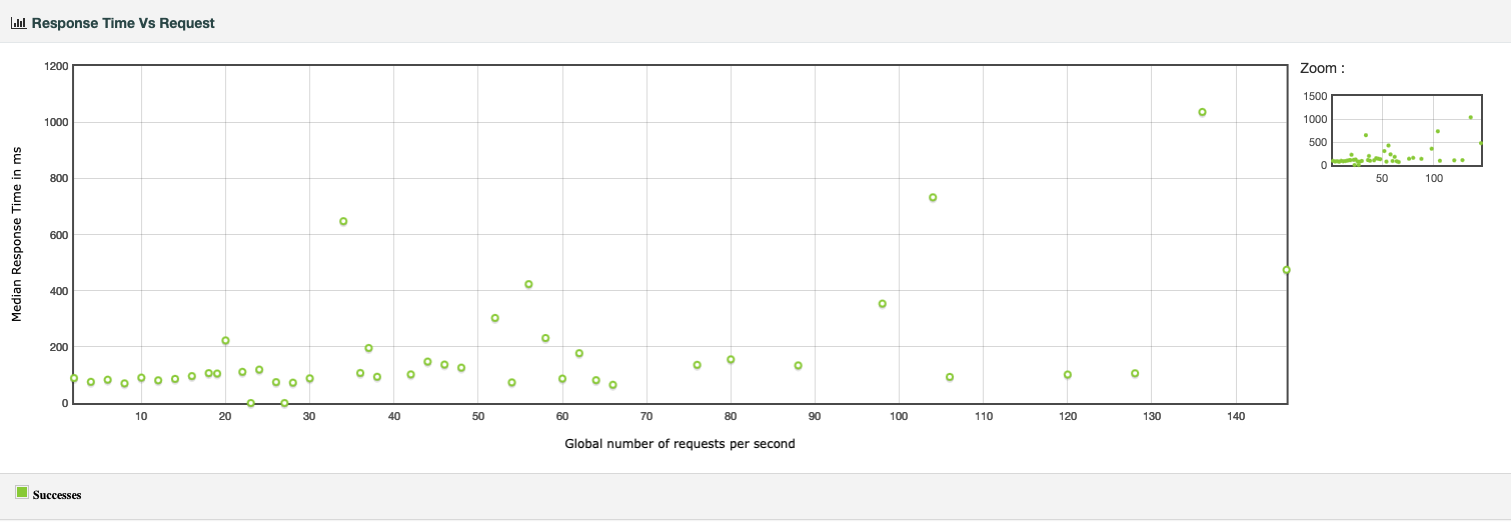 Response Time Vs Request
1200
1000
800
600
400
200
0
Median Response Time in ms
10 20 30 40 50 60 70 80 90 100 110 120 130 140
Global number of requests per second
Zoom :
1500
1000
500
0
50 100
Successes